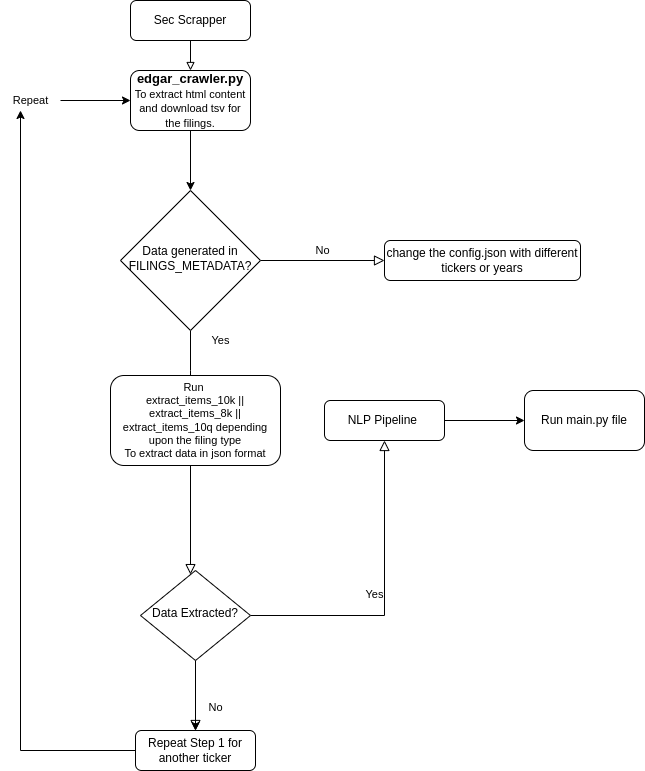 Sec Scrapper
edgar_crawler.py
To extract html content
and download tsv for
the filings.
Repeat
Data generated in
FILINGS_METADATA?
No
change the config.json with different
tickers or years
Yes
Run
extract_items_10k ||
extract_items_8k ||
extract_items_10q depending
upon the filing type
To extract data in json format
NLP Pipeline
Run main.py file
Data Extracted?
Yes
No
Repeat Step 1 for
another ticker